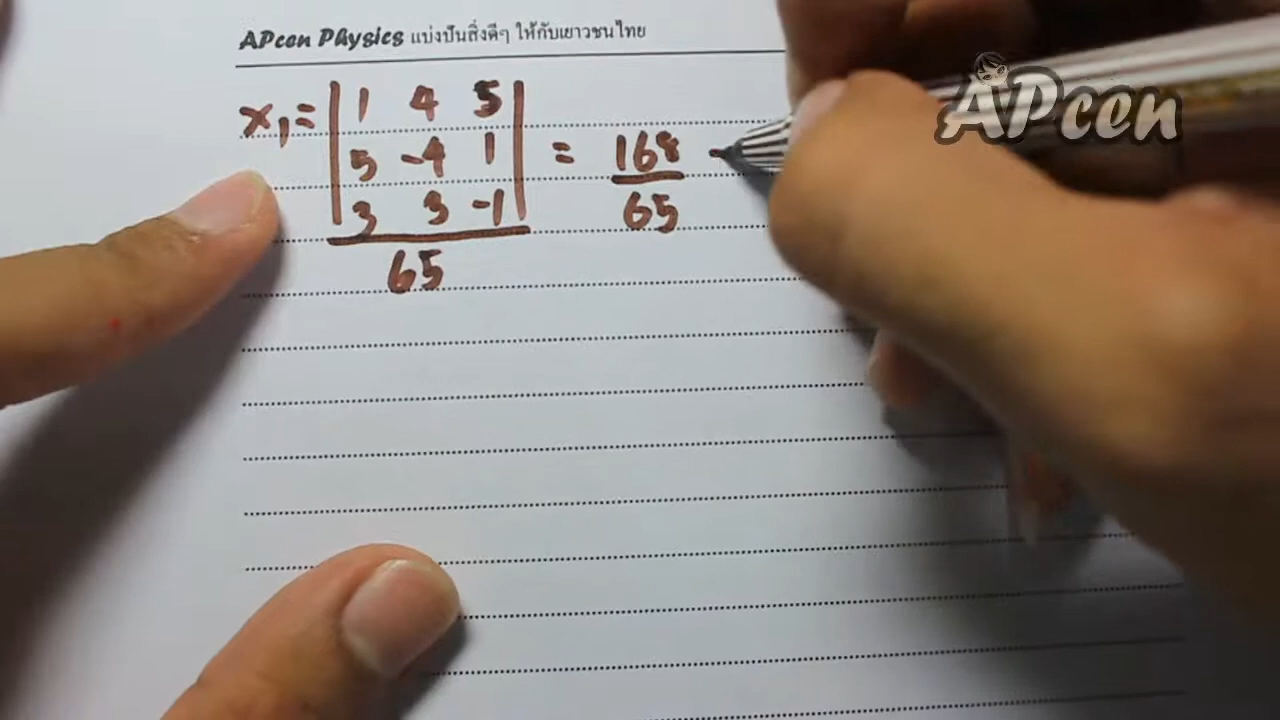 APcen Physics แบ่งปันสิ่งดีๆ ให้กับเยาวชนไทย
APcen
x₁ = | 1 4 5 | = 168
5 -4 1
3 3 -1 65
65